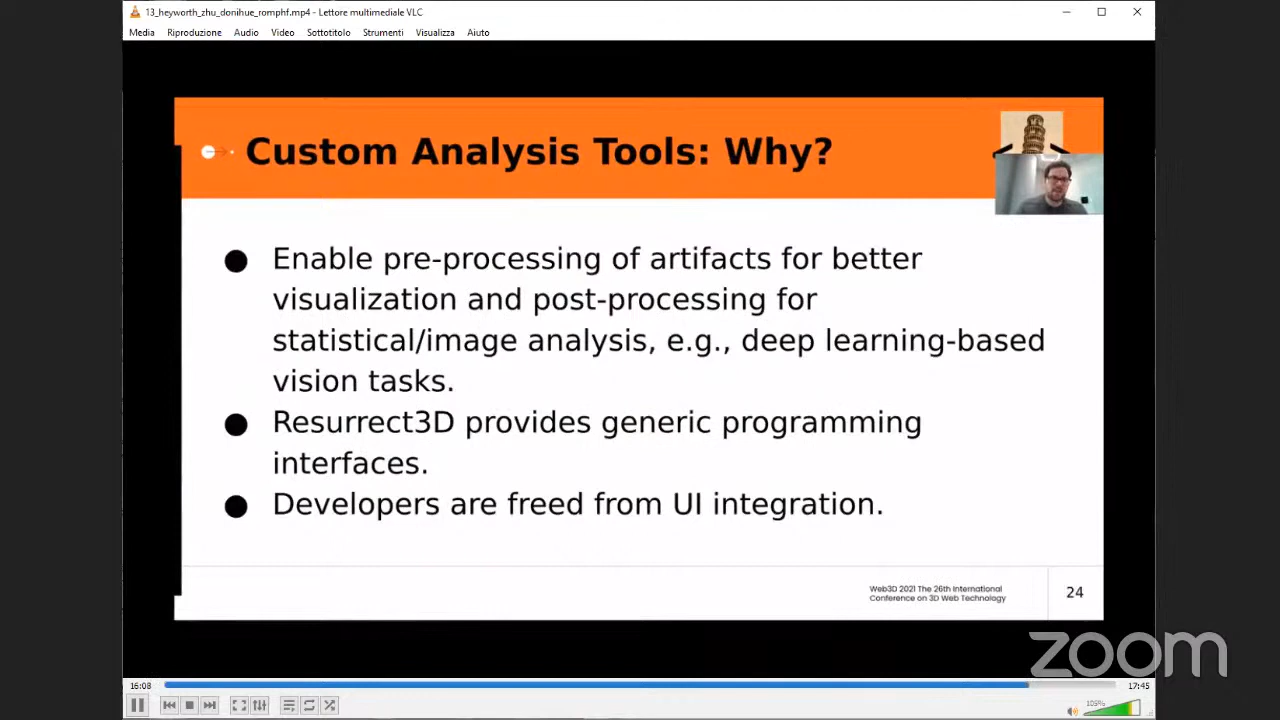 13_heyworth_zhu_donihue_romphf.mp4 - Lettore multimediale VLC
Media Riproduzione Audio Video Sottotitolo Strumenti Visualizza Aiuto
Custom Analysis Tools: Why?
● Enable pre-processing of artifacts for better
visualization and post-processing for
statistical/image analysis, e.g., deep learning-based
vision tasks.
● Resurrect3D provides generic programming
interfaces.
● Developers are freed from UI integration.
Web3D 2021 The 26th International
Conference on 3D Web Technology
24
zoom
16:08
17:45
105%